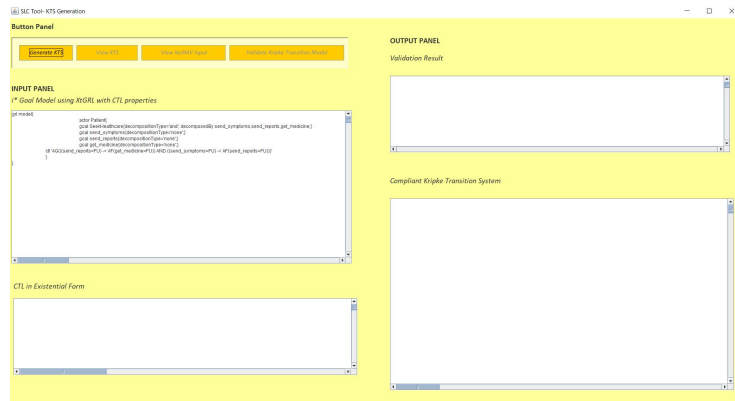 SLC Tool- KTS Generation
Button Panel
Generate KTS
View KTS
View NuSMV Input
Validate Kripke Transition Model
INPUT PANEL
i* Goal Model using XtGRL with CTL properties
grl model{
actor Patient{
goal SeekHealthcare{decompositionType='and'; decomposedBy send_symptoms,send_reports,get_medicine;}
goal send_symptoms{decompositionType='none';}
goal send_reports{decompositionType='none';}
goal get_medicine{decompositionType='none';}
ctl 'AG((send_reports=FU) -> AF(get_medicine=FU)) AND ((send_symptoms=FU) -> AF(send_reports=FU)))'
}
}
CTL in Existential Form
OUTPUT PANEL
Validation Result
Compliant Kripke Transition System